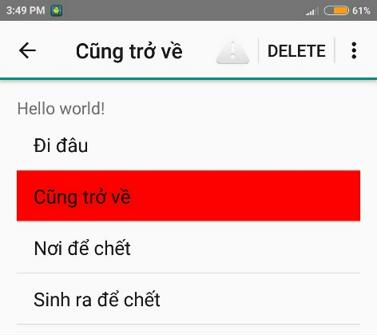 3:49 PM 61%
Cũng trở về DELETE
Hello world!
Đi đâu
Cũng trở về
Nơi để chết
Sinh ra để chết